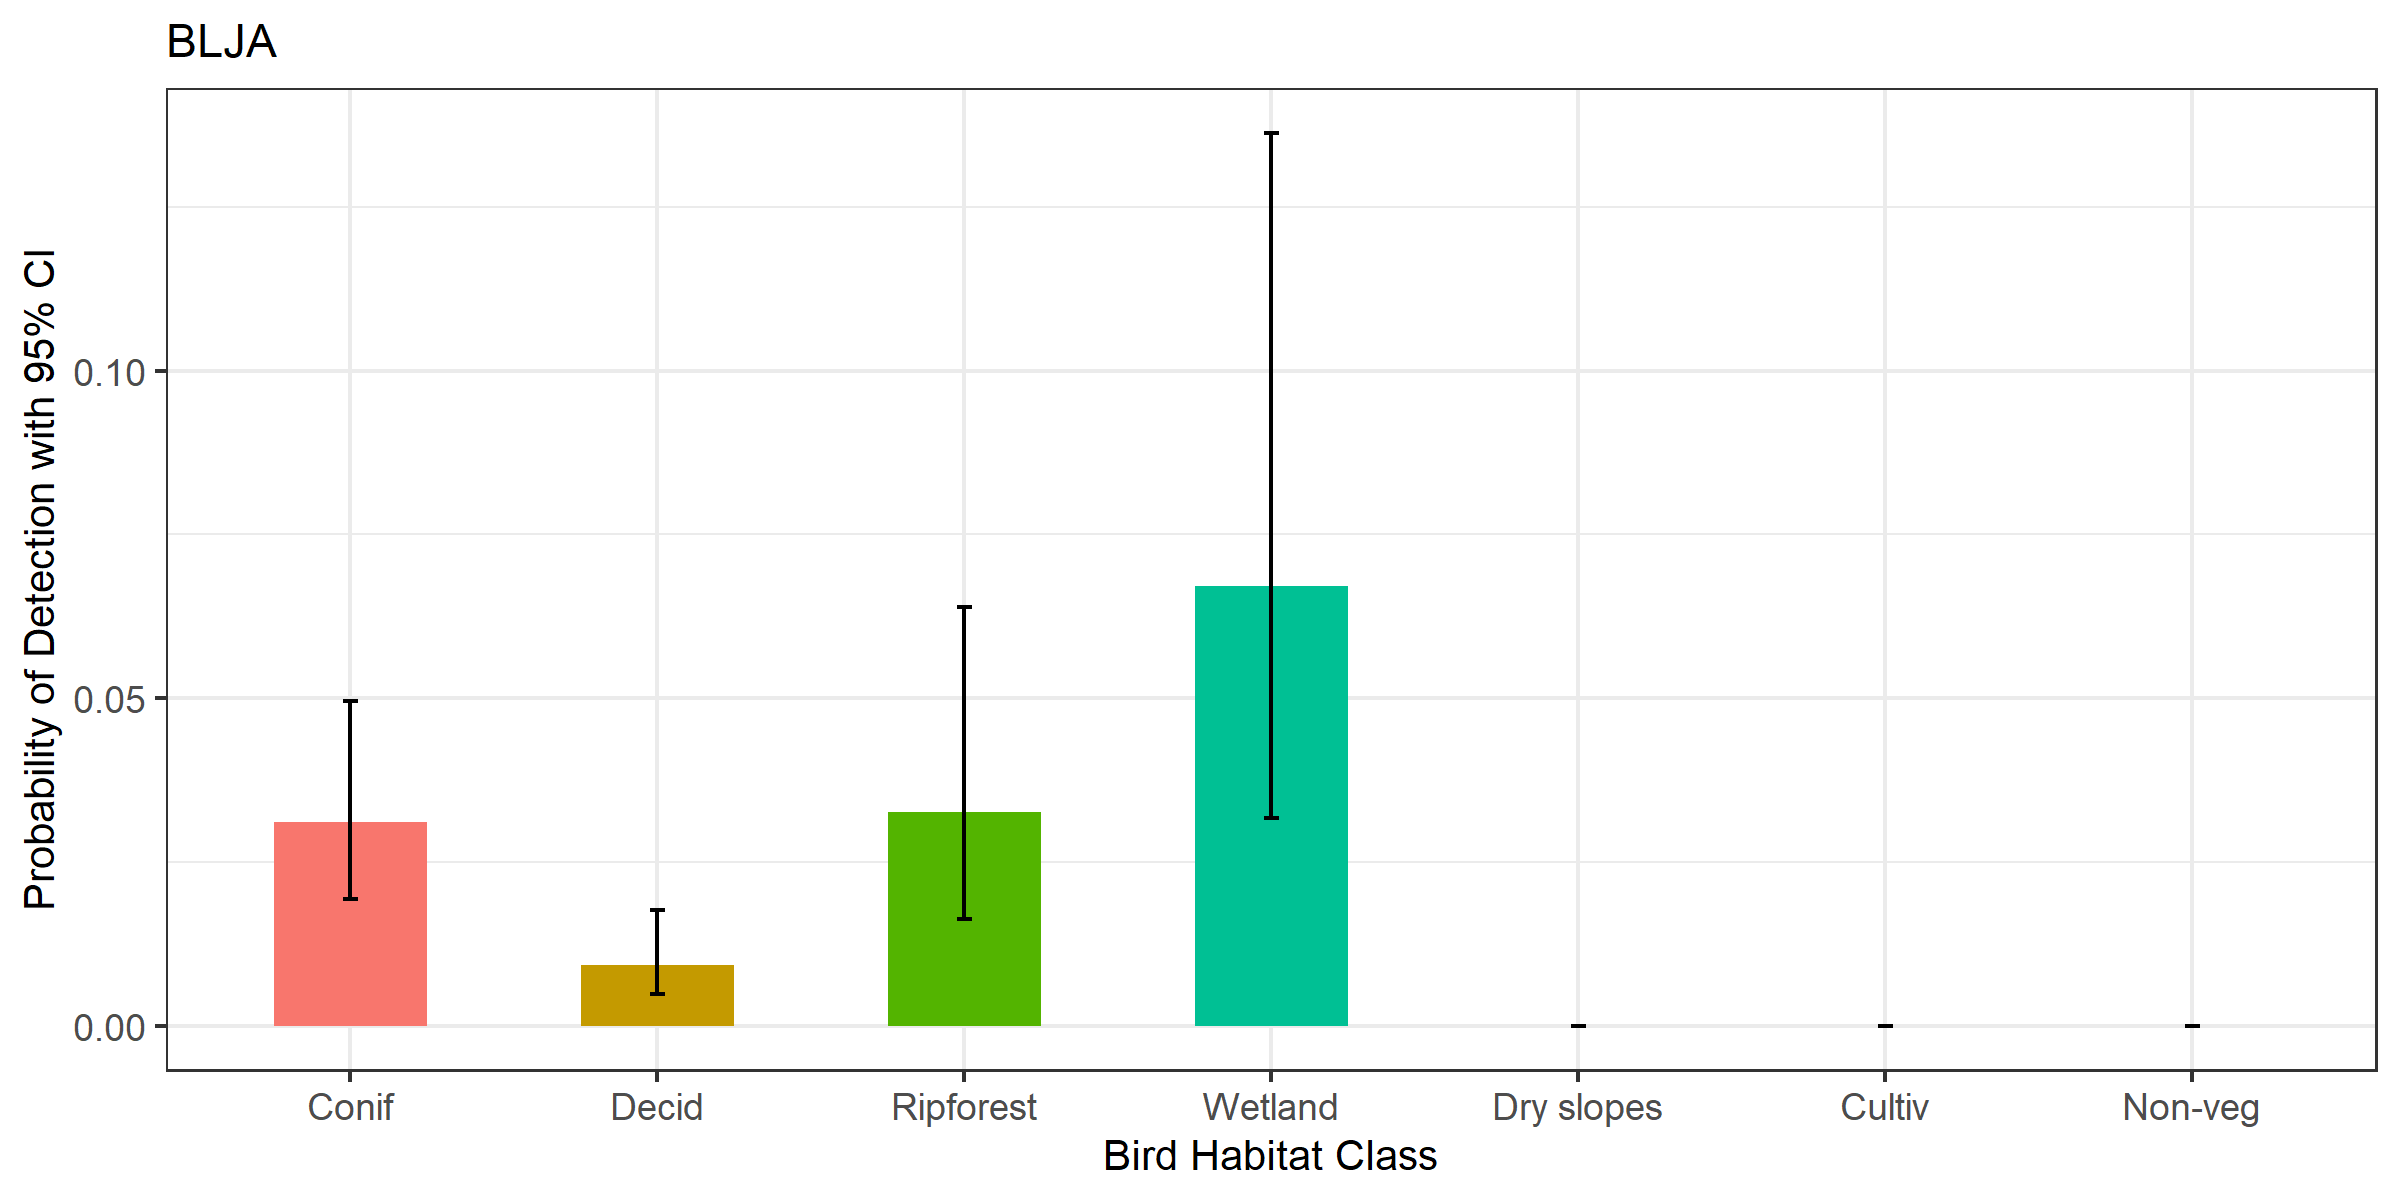 BLJA
Probability of Detection with 95% CI
0.10
0.05
0.00
Conif Decid Ripforest Wetland Dry slopes Cultiv Non-veg
Bird Habitat Class